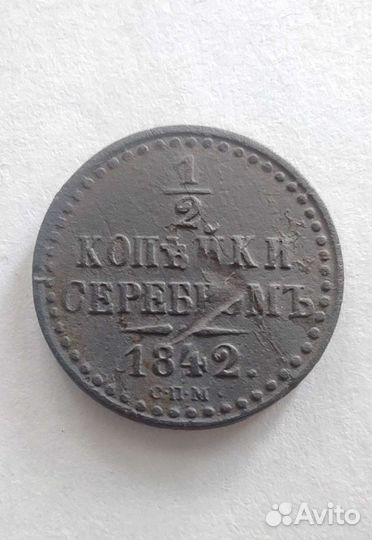 1
2
КОПѢЙКИ
СЕРЕБРОМЪ
1842.
С·П·М·
Avito